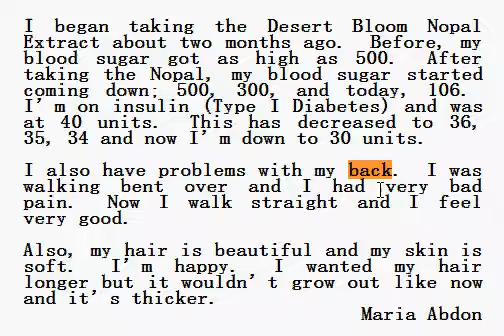 I began taking the Desert Bloom Nopal
Extract about two months ago. Before, my
blood sugar got as high as 500. After
taking the Nopal, my blood sugar started
coming down; 500, 300, and today, 106.
I'm on insulin (Type I Diabetes) and was
at 40 units. This has decreased to 36,
35, 34 and now I'm down to 30 units.
I also have problems with my back. I was
walking bent over and I had very bad
pain. Now I walk straight and I feel
very good.
Also, my hair is beautiful and my skin is
soft. I'm happy. I wanted my hair
longer but it wouldn't grow out like now
and it's thicker.
Maria Abdon